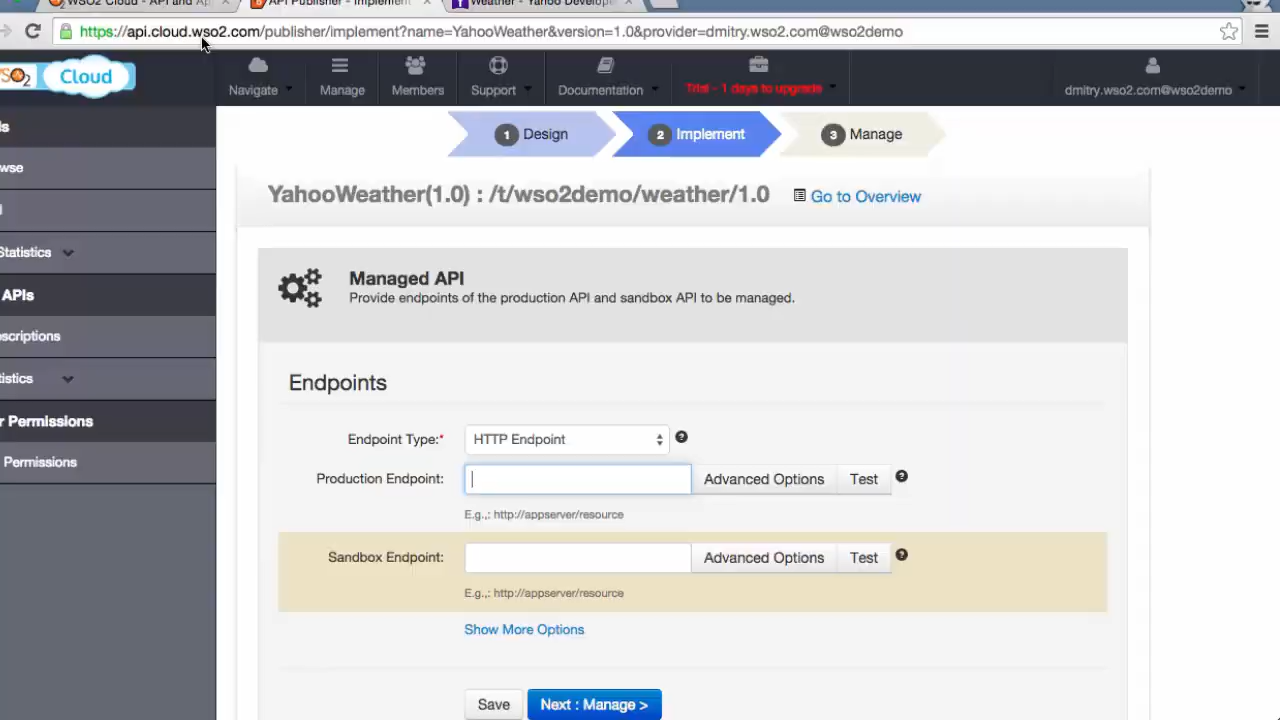 WSO2 Cloud - API and Ap
API Publisher - Implement
Weather - Yahoo Develope
https://api.cloud.wso2.com/publisher/implement?name=YahooWeather&version=1.0&provider=dmitry.wso2.com@wso2demo
SO2 Cloud
Navigate
Manage
Members
Support
Documentation
Trial - 1 days to upgrade
dmitry.wso2.com@wso2demo
ls
wse
d
Statistics
APIs
scriptions
tistics
r Permissions
Permissions
1 Design
2 Implement
3 Manage
YahooWeather(1.0) : /t/wso2demo/weather/1.0
Go to Overview
Managed API
Provide endpoints of the production API and sandbox API to be managed.
Endpoints
Endpoint Type:* HTTP Endpoint ?
Production Endpoint: Advanced Options Test ?
E.g.,: http://appserver/resource
Sandbox Endpoint: Advanced Options Test ?
E.g.,: http://appserver/resource
Show More Options
Save Next : Manage >